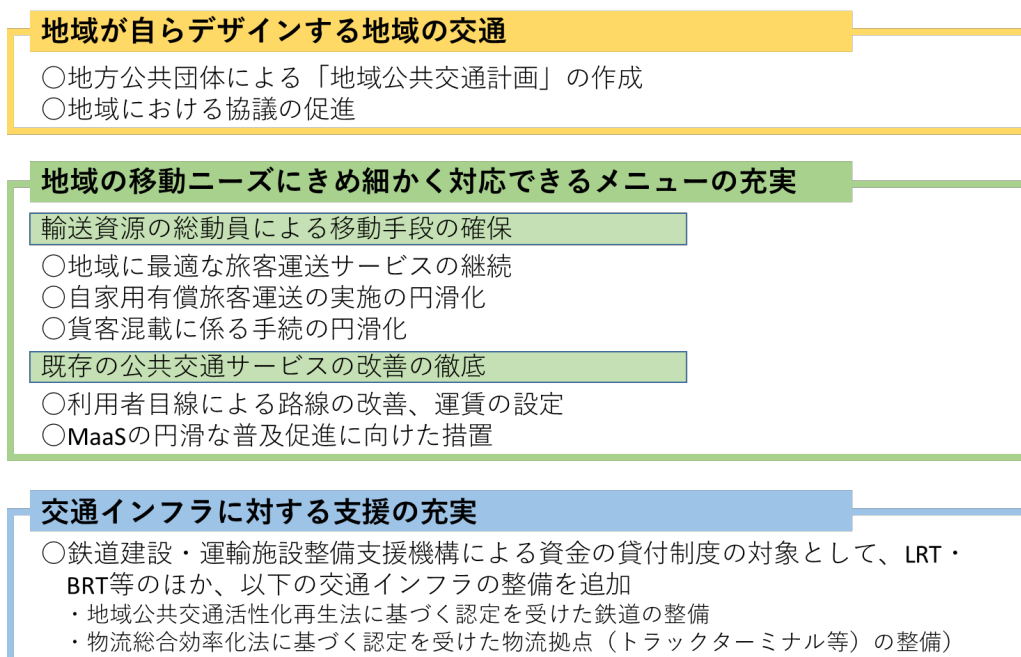 地域が自らデザインする地域の交通
○地方公共団体による「地域公共交通計画」の作成
○地域における協議の促進
地域の移動ニーズにきめ細かく対応できるメニューの充実
輸送資源の総動員による移動手段の確保
○地域に最適な旅客運送サービスの継続
○自家用有償旅客運送の実施の円滑化
○貨客混載に係る手続の円滑化
既存の公共交通サービスの改善の徹底
○利用者目線による路線の改善、運賃の設定
○MaaSの円滑な普及促進に向けた措置
交通インフラに対する支援の充実
○鉄道建設・運輸施設整備支援機構による資金の貸付制度の対象として、LRT・
BRT等のほか、以下の交通インフラの整備を追加
・地域公共交通活性化再生法に基づく認定を受けた鉄道の整備
・物流総合効率化法に基づく認定を受けた物流拠点（トラックターミナル等）の整備）